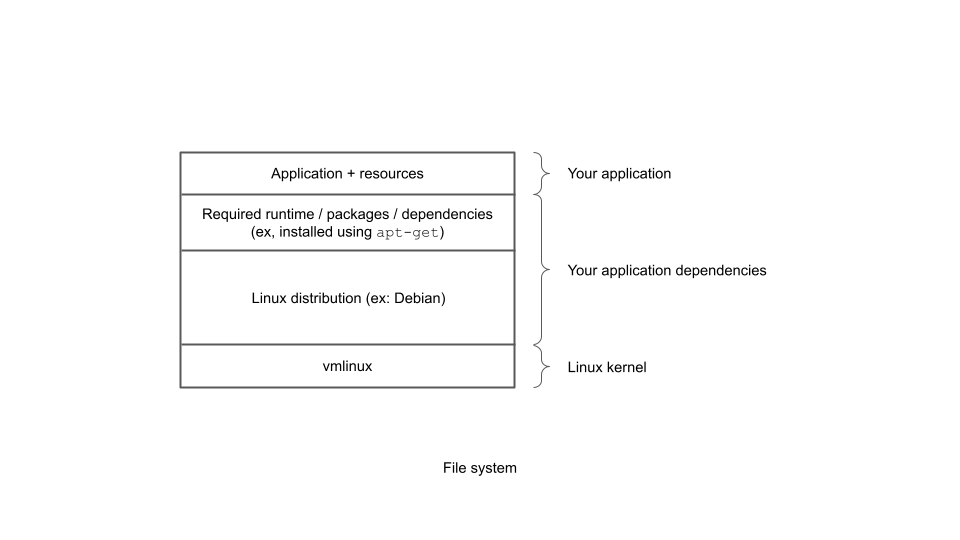 Application + resources
Your application
Required runtime / packages / dependencies
(ex, installed using apt-get)
Your application dependencies
Linux distribution (ex: Debian)
vmlinux
Linux kernel
File system